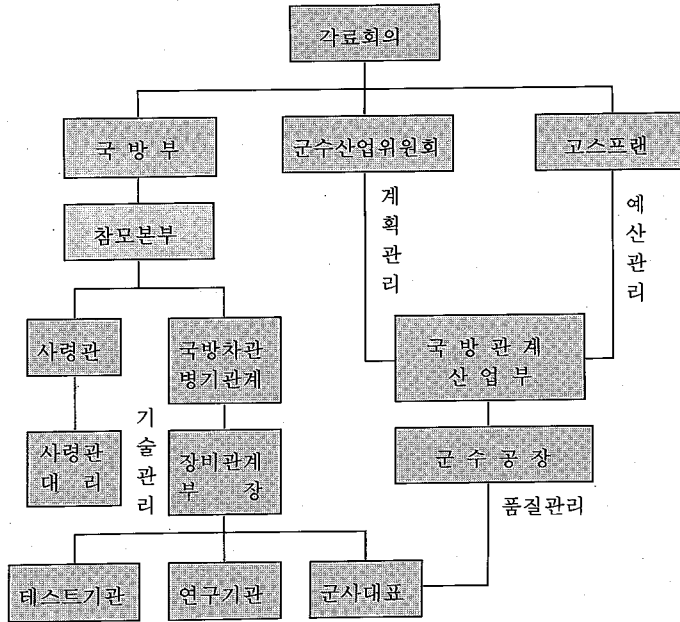 각료회의
국 방 부
군수산업위원회
고스프랜
계획관리
예산관리
참모본부
사령관
국방차관
병기관계
국 방 관 계
산 업 부
기술관리
사령관
대 리
장비관계
부 장
군 수 공 장
품질관리
테스트기관
연구기관
군사대표